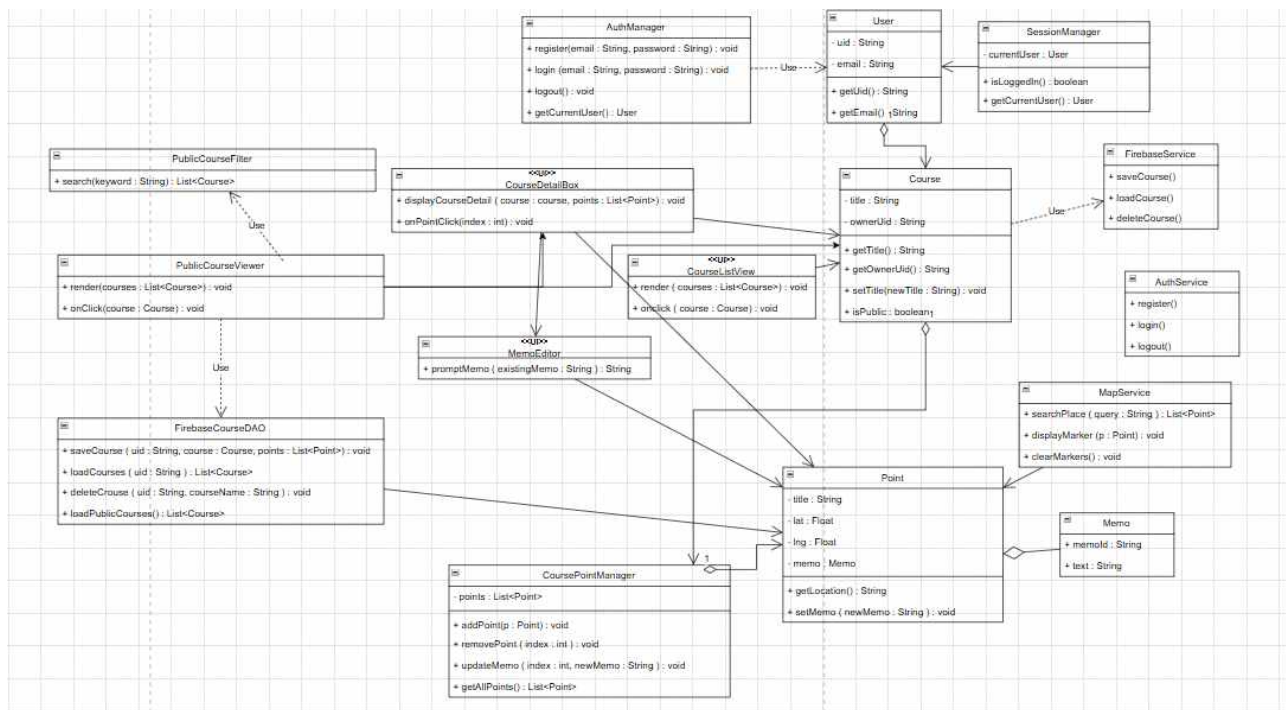 AuthManager
+ register(email : String, password : String) : void
+ login (email : String, password : String) : void
+ logout() : void
+ getCurrentUser() : User
Use
User
- uid : String
- email : String
+ getUid() : String
+ getEmail() : String
1
SessionManager
- currentUser : User
+ isLoggedIn() : boolean
+ getCurrentUser() : User
PublicCourseFilter
+ search(keyword : String) : List<Course>
Use
<<UI>>
CourseDetailBox
+ displayCourseDetail ( course : course, points : List<Point>) : void
+ onPointClick(index : int) : void
Course
- title : String
- ownerUid : String
+ getTitle() : String
+ getOwnerUid() : String
+ setTitle(newTitle : String) : void
+ isPublic : boolean
1
Use
FirebaseService
+ saveCourse()
+ loadCourse()
+ deleteCourse()
PublicCourseViewer
+ render(courses : List<Course>) : void
+ onClick(course : Course) : void
Use
<<UI>>
CourseListView
+ render ( courses : List<Course>) : void
+ onclick ( course : Course) : void
AuthService
+ register()
+ login()
+ logout()
<<UI>>
MemoEditor
+ promptMemo ( existingMemo : String ) : String
MapService
+ searchPlace ( query : String ) : List<Point>
+ displayMarker (p : Point) : void
+ clearMarkers() : void
FirebaseCourseDAO
+ saveCourse ( uid : String, course : Course, points : List<Point>) : void
+ loadCourses ( uid : String ) : List<Course>
+ deleteCrouse ( uid : String, courseName : String ) : void
+ loadPublicCourses() : List<Course>
Point
- title : String
- lat : Float
- lng : Float
- memo : Memo
+ getLocation() : String
+ setMemo ( newMemo : String ) : void
Memo
+ memoId : String
+ text : String
1
CoursePointManager
- points : List<Point>
+ addPoint(p : Point) : void
+ removePoint ( index : int ) : void
+ updateMemo ( index : int, newMemo : String ) : void
+ getAllPoints() : List<Point>